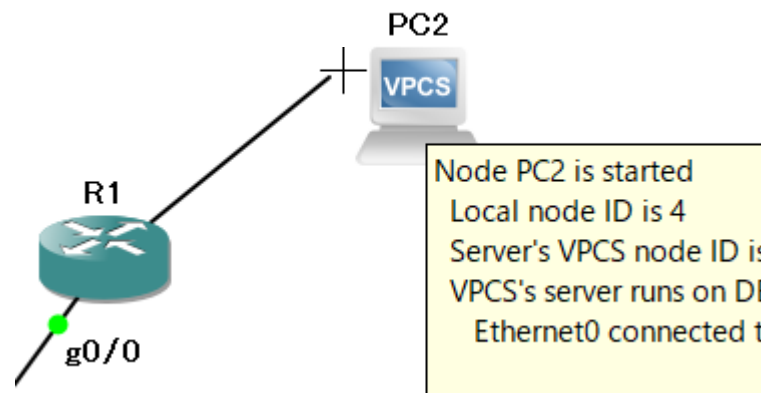 PC2
VPCS
R1
g0/0
Node PC2 is started
Local node ID is 4
Server's VPCS node ID is
VPCS's server runs on
Ethernet0 connected